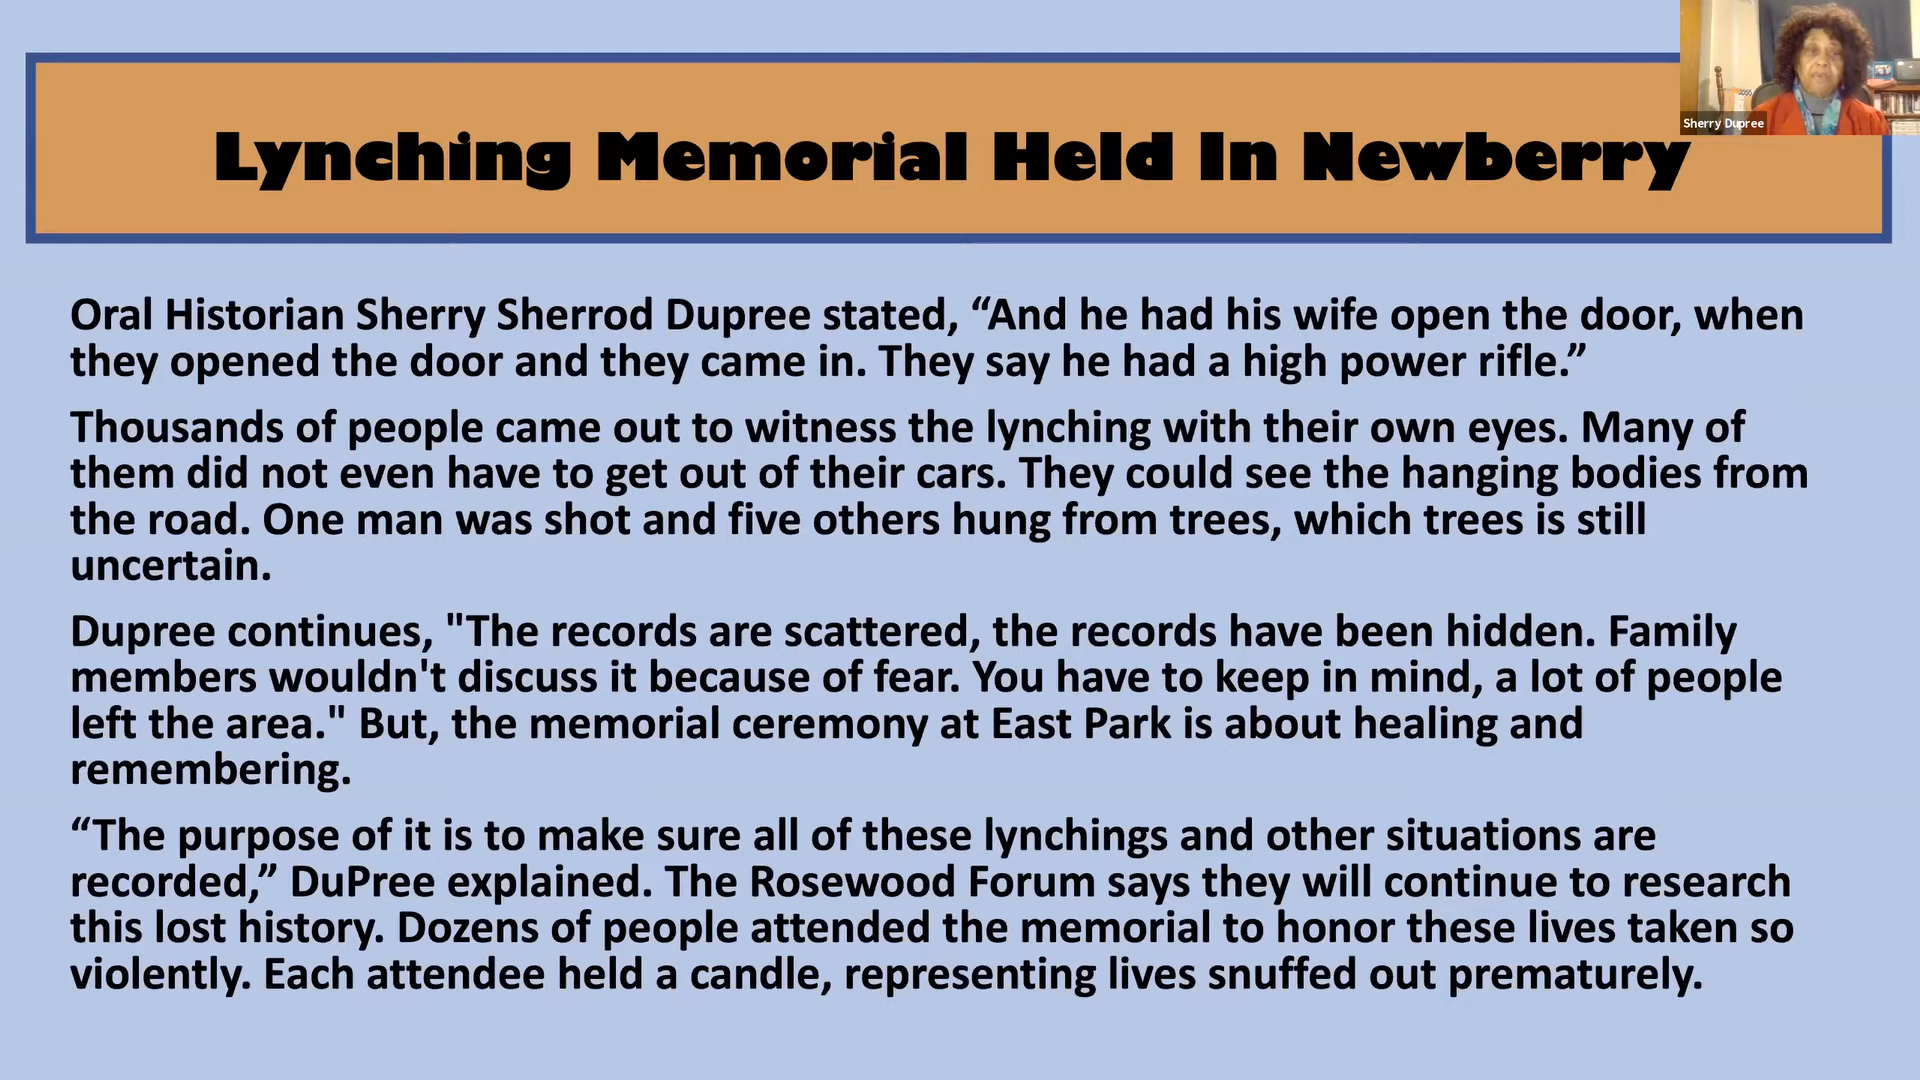 Sherry Dupree
Lynching Memorial Held In Newberry
Oral Historian Sherry Sherrod Dupree stated, “And he had his wife open the door, when
they opened the door and they came in. They say he had a high power rifle.”
Thousands of people came out to witness the lynching with their own eyes. Many of
them did not even have to get out of their cars. They could see the hanging bodies from
the road. One man was shot and five others hung from trees, which trees is still
uncertain.
Dupree continues, "The records are scattered, the records have been hidden. Family
members wouldn't discuss it because of fear. You have to keep in mind, a lot of people
left the area." But, the memorial ceremony at East Park is about healing and
remembering.
“The purpose of it is to make sure all of these lynchings and other situations are
recorded,” DuPree explained. The Rosewood Forum says they will continue to research
this lost history. Dozens of people attended the memorial to honor these lives taken so
violently. Each attendee held a candle, representing lives snuffed out prematurely.